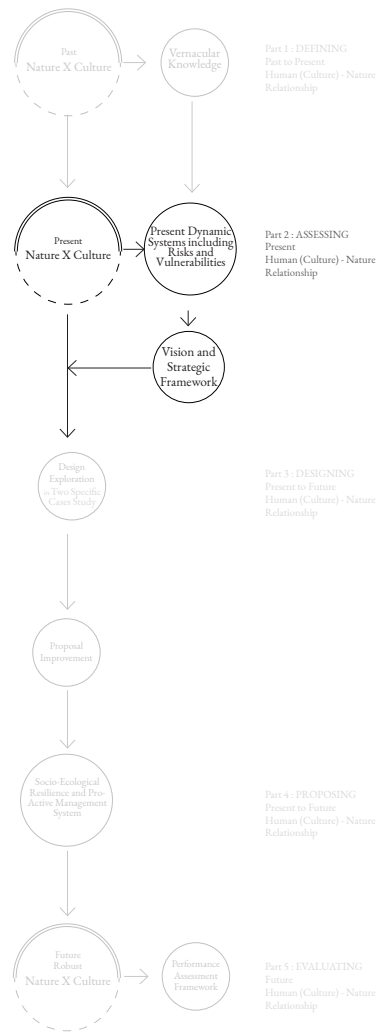 Past
Nature X Culture
Vernacular
Knowledge
Part 1 : DEFINING
Past to Present
Human (Culture) - Nature
Relationship
Present
Nature X Culture
Present Dynamic
Systems including
Risks and
Vulnerabilities
Part 2 : ASSESSING
Present
Human (Culture) - Nature
Relationship
Vision and
Strategic
Framework
Design
Exploration
∞ Two Specific
Cases Study
Part 3 : DESIGNING
Present to Future
Human (Culture) - Nature
Relationship
Proposal
Improvement
Socio-Ecological
Resilience and Pro-
Active Management
System
Part 4 : PROPOSING
Present to Future
Human (Culture) - Nature
Relationship
Future
Robust
Nature X Culture
Performance
Assessment
Framework
Part 5 : EVALUATING
Future
Human (Culture) - Nature
Relationship